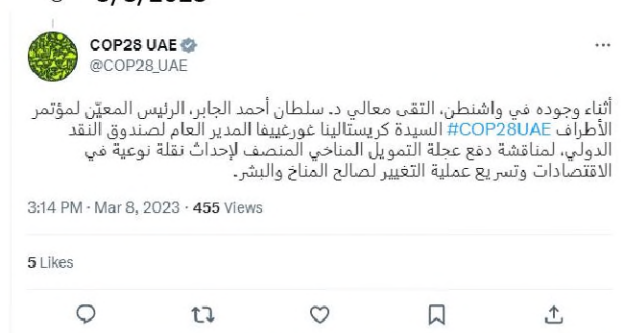 COP28 UAE
@COP28_UAE
أثناء وجوده في واشنطن، التقى معالي د. سلطان أحمد الجابر، الرئيس المعيّن لمؤتمر
الأطراف #COP28UAE السيدة كريستالينا غورغييفا المدير العام لصندوق النقد
الدولي، لمناقشة دفع عجلة التمويل المناخي المنصف لإحداث نقلة نوعية في
الاقتصادات وتسريع عملية التغيير لصالح المناخ والبشر.
3:14 PM · Mar 8, 2023 · 455 Views
5 Likes